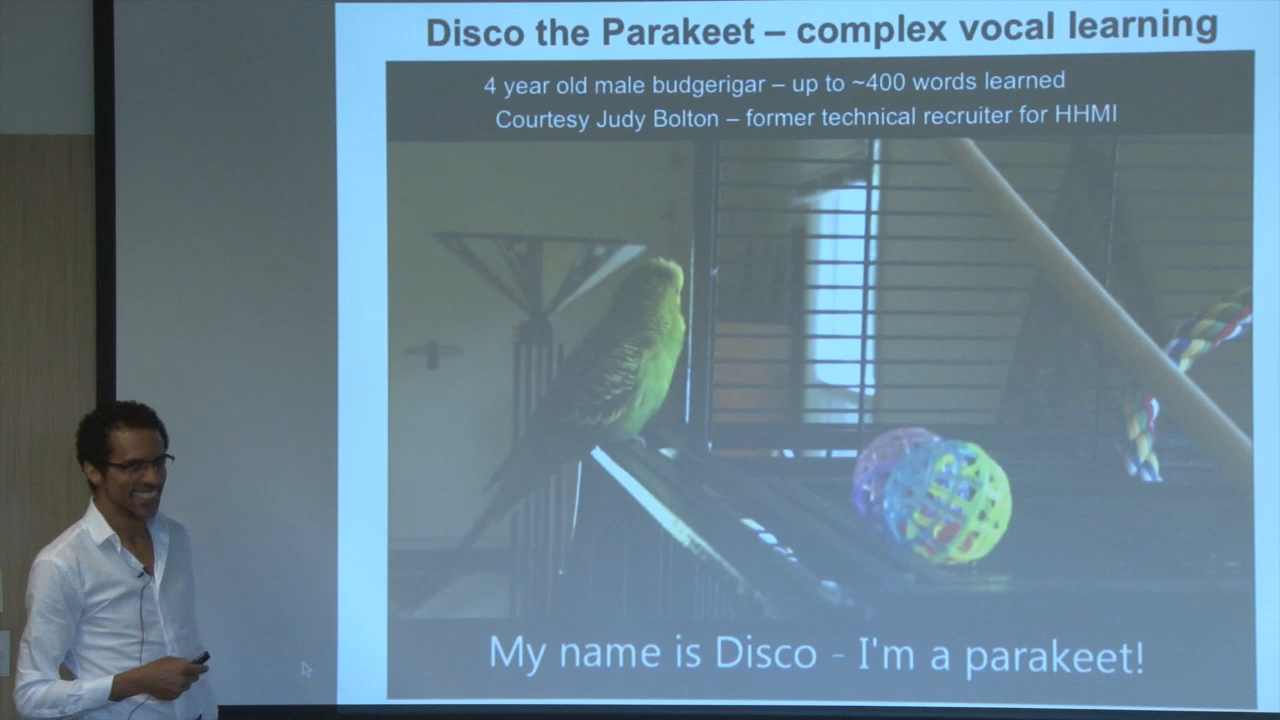 Disco the Parakeet – complex vocal learning
4 year old male budgerigar – up to ~400 words learned
Courtesy Judy Bolton – former technical recruiter for HHMI
My name is Disco - I'm a parakeet!